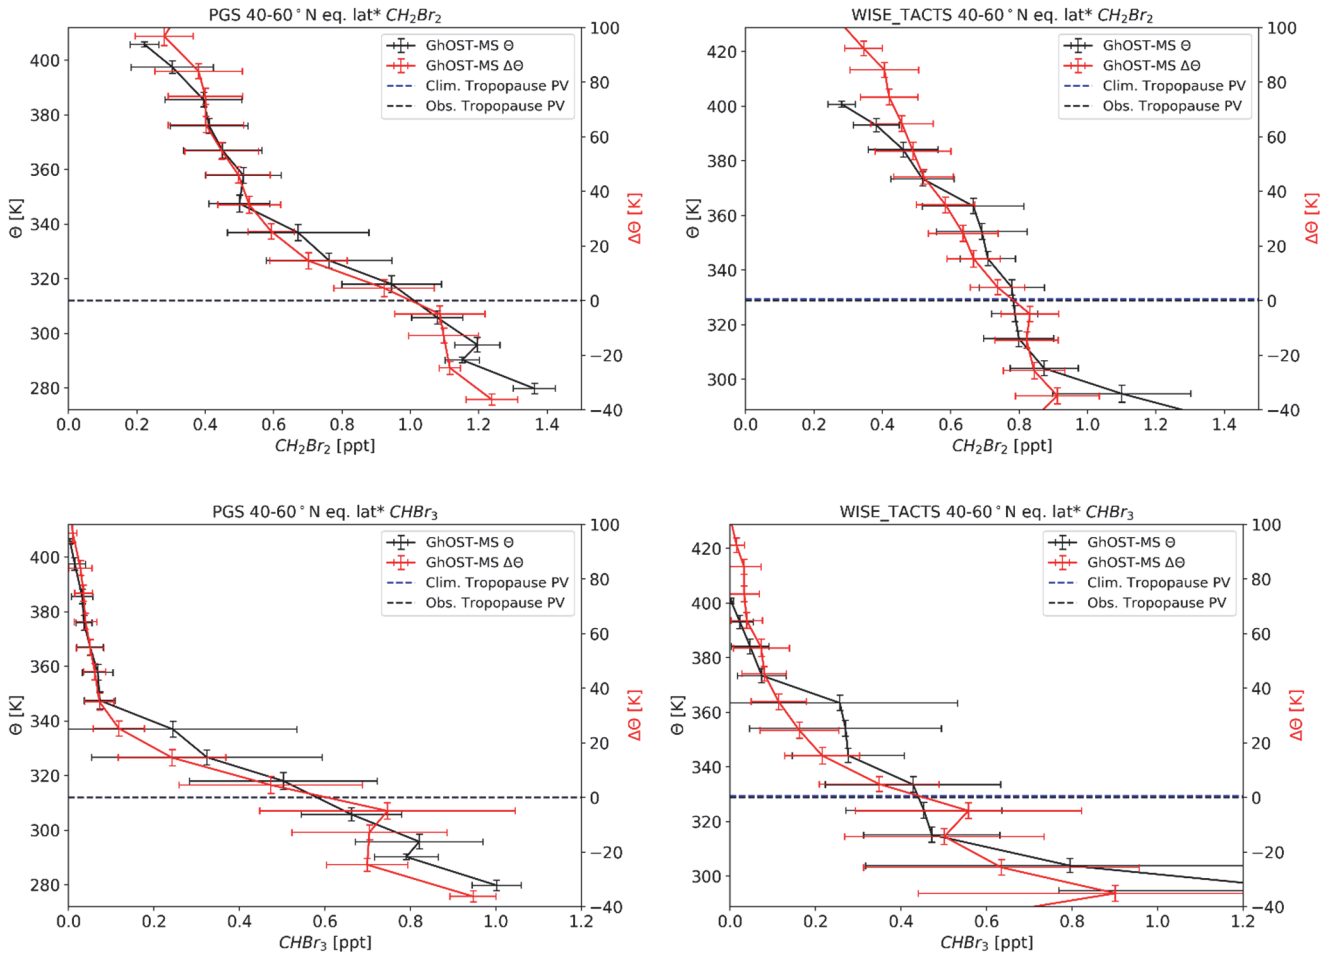 PGS 40-60°N eq. lat* CH₂Br₂
GhOST-MS Θ
GhOST-MS ΔΘ
Clim. Tropopause PV
Obs. Tropopause PV
400
380
360
340
320
300
280
Θ [K]
100
80
60
40
20
0
−20
−40
ΔΘ [K]
0.0 0.2 0.4 0.6 0.8 1.0 1.2 1.4
CH₂Br₂ [ppt]
WISE_TACTS 40-60°N eq. lat* CH₂Br₂
GhOST-MS Θ
GhOST-MS ΔΘ
Clim. Tropopause PV
Obs. Tropopause PV
420
400
380
360
340
320
300
Θ [K]
100
80
60
40
20
0
−20
−40
ΔΘ [K]
0.0 0.2 0.4 0.6 0.8 1.0 1.2 1.4
CH₂Br₂ [ppt]
PGS 40-60°N eq. lat* CHBr₃
GhOST-MS Θ
GhOST-MS ΔΘ
Clim. Tropopause PV
Obs. Tropopause PV
400
380
360
340
320
300
280
Θ [K]
100
80
60
40
20
0
−20
−40
ΔΘ [K]
0.0 0.2 0.4 0.6 0.8 1.0 1.2
CHBr₃ [ppt]
WISE_TACTS 40-60°N eq. lat* CHBr₃
GhOST-MS Θ
GhOST-MS ΔΘ
Clim. Tropopause PV
Obs. Tropopause PV
420
400
380
360
340
320
300
Θ [K]
100
80
60
40
20
0
−20
−40
ΔΘ [K]
0.0 0.2 0.4 0.6 0.8 1.0 1.2
CHBr₃ [ppt]